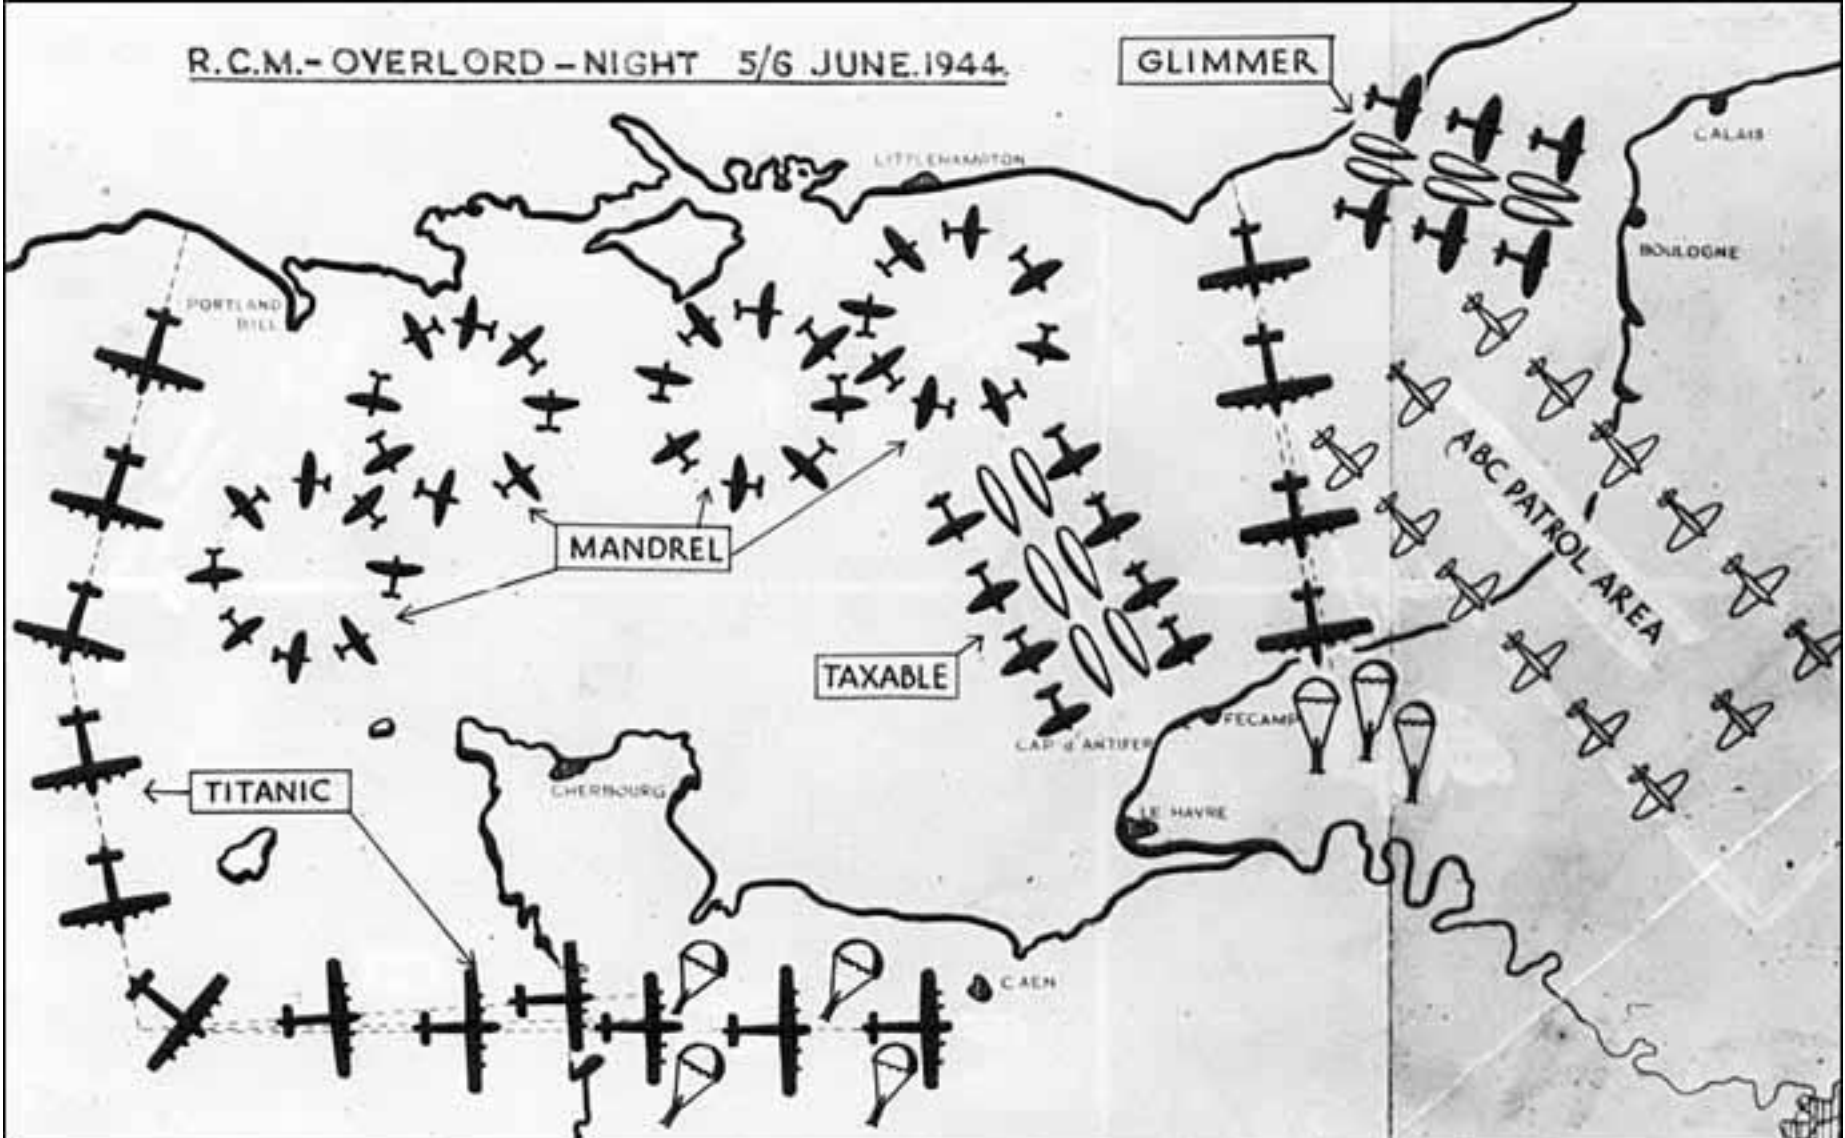 R.C.M.-OVERLORD-NIGHT 5/6 JUNE.1944.
GLIMMER
CALAIS
LITTLEHAMPTON
BOULOGNE
PORTLAND
BILL
ABC PATROL AREA
MANDREL
TAXABLE
FECAMP
CAP d'ANTIFER
TITANIC
CHERBOURG
LE HAVRE
CAEN